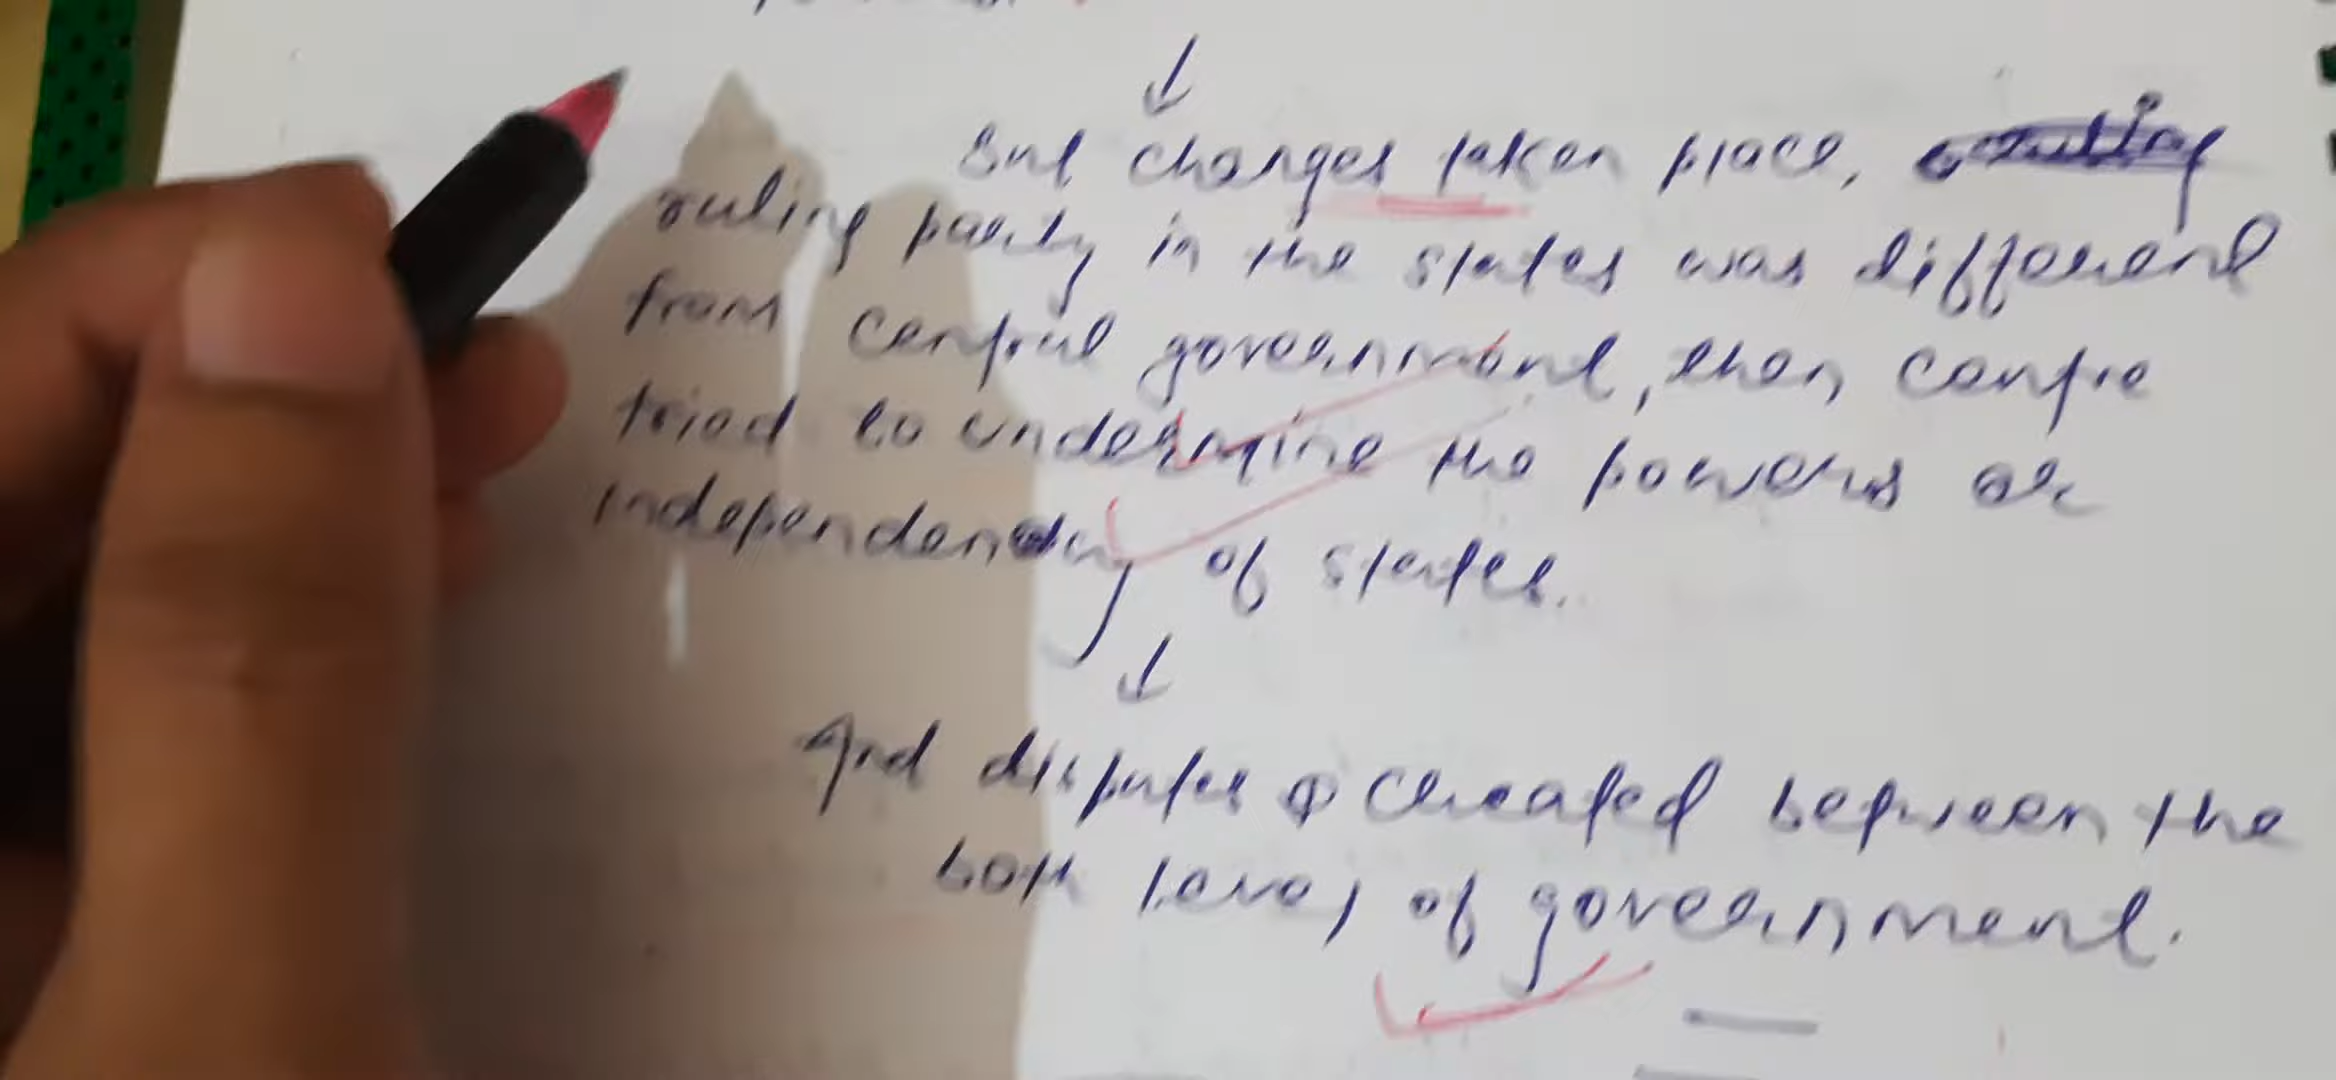 ↓
But changes taken place,
ruling party in the states was different
from central government, then centre
tried to undermine the powers or
independency of states.
↓
And disputes created between the
both level of government.